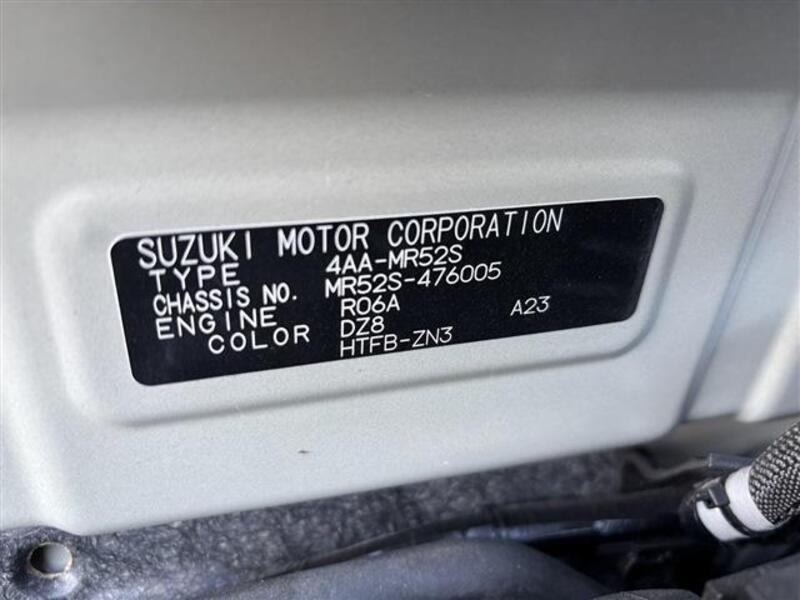 SUZUKI MOTOR CORPORATION
TYPE 4AA-MR52S
CHASSIS NO. MR52S-476005
ENGINE R06A A23
COLOR DZ8
HTFB-ZN3